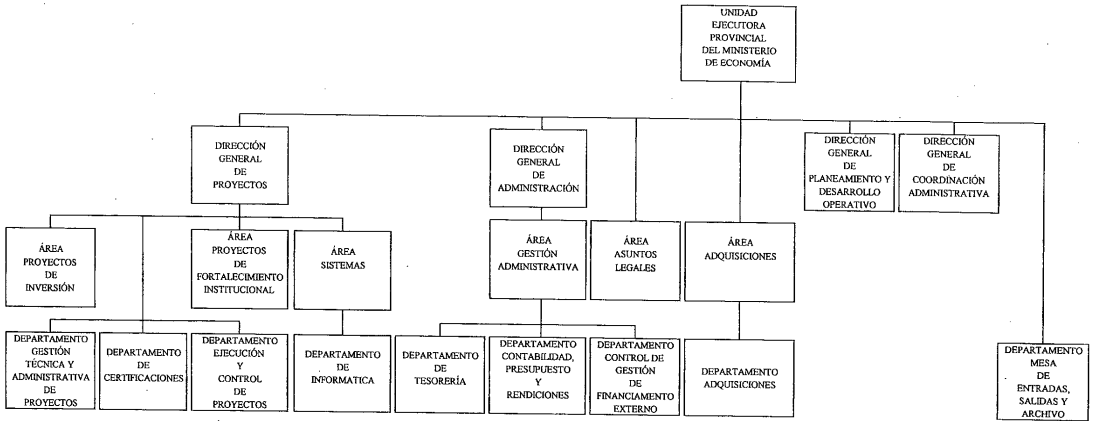 UNIDAD
EJECUTORA
PROVINCIAL
DEL MINISTERIO
DE ECONOMÍA
DIRECCIÓN
GENERAL
DE
PROYECTOS
DIRECCIÓN
GENERAL
DE
ADMINISTRACIÓN
DIRECCIÓN
GENERAL
DE
PLANEAMIENTO Y
DESARROLLO
OPERATIVO
DIRECCIÓN
GENERAL
DE
COORDINACIÓN
ADMINISTRATIVA
ÁREA
PROYECTOS
DE
INVERSIÓN
ÁREA
PROYECTOS
DE
FORTALECIMIENTO
INSTITUCIONAL
ÁREA
SISTEMAS
ÁREA
GESTIÓN
ADMINISTRATIVA
ÁREA
ASUNTOS
LEGALES
ÁREA
ADQUISICIONES
DEPARTAMENTO
GESTIÓN
TÉCNICA Y
ADMINISTRATIVA
DE
PROYECTOS
DEPARTAMENTO
DE
CERTIFICACIONES
DEPARTAMENTO
EJECUCIÓN
Y
CONTROL
DE
PROYECTOS
DEPARTAMENTO
DE
INFORMATICA
DEPARTAMENTO
DE
TESORERÍA
DEPARTAMENTO
CONTABILIDAD,
PRESUPUESTO
Y
RENDICIONES
DEPARTAMENTO
CONTROL DE
GESTIÓN
DE
FINANCIAMENTO
EXTERNO
DEPARTAMENTO
ADQUISICIONES
DEPARTAMENTO
MESA
DE
ENTRADAS,
SALIDAS Y
ARCHIVO